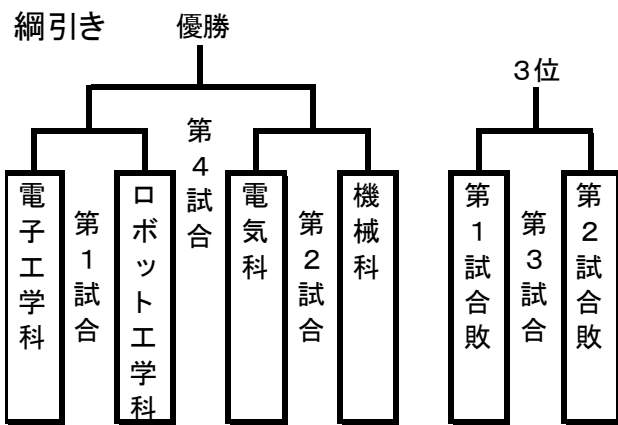 綱引き
優勝
3位
電子工学科
第1試合
ロボット工学科
第4試合
電気科
第2試合
機械科
第1試合敗
第3試合
第2試合敗